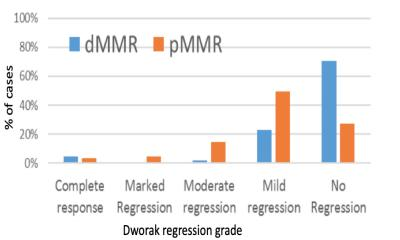 100%
80%
60%
40%
20%
0%
% of cases
dMMR pMMR
Complete response
Marked Regression
Moderate regression
Mild regression
No Regression
Dworak regression grade